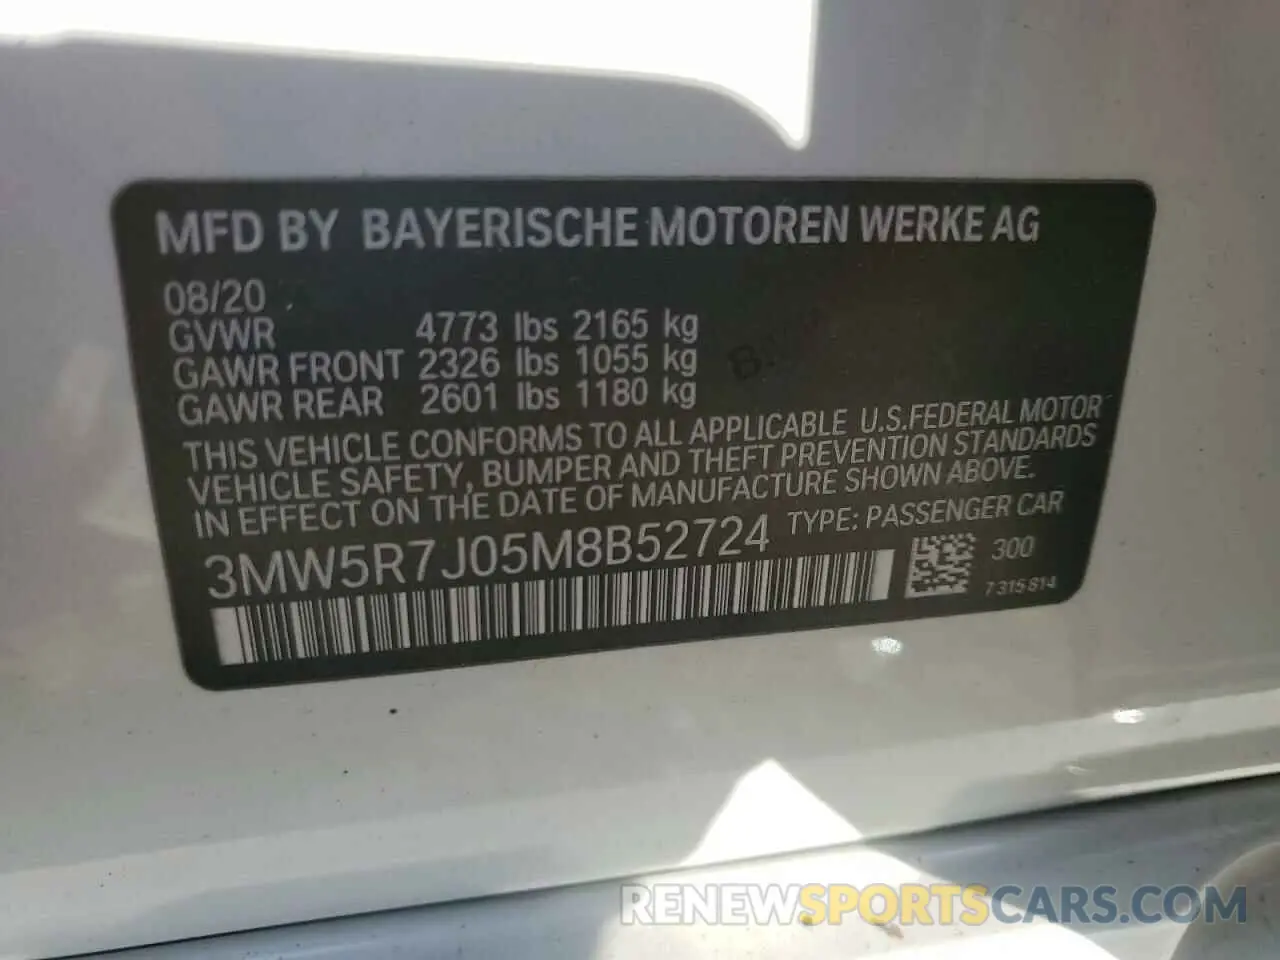 MFD BY BAYERISCHE MOTOREN WERKE AG
08/20
GVWR 4773 lbs 2165 kg
GAWR FRONT 2326 lbs 1055 kg
GAWR REAR 2601 lbs 1180 kg
THIS VEHICLE CONFORMS TO ALL APPLICABLE U.S.FEDERAL MOTOR
VEHICLE SAFETY, BUMPER AND THEFT PREVENTION STANDARDS
IN EFFECT ON THE DATE OF MANUFACTURE SHOWN ABOVE.
3MW5R7J05M8B52724 TYPE: PASSENGER CAR
300
7 315 814
RENEWSPORTSCARS.COM